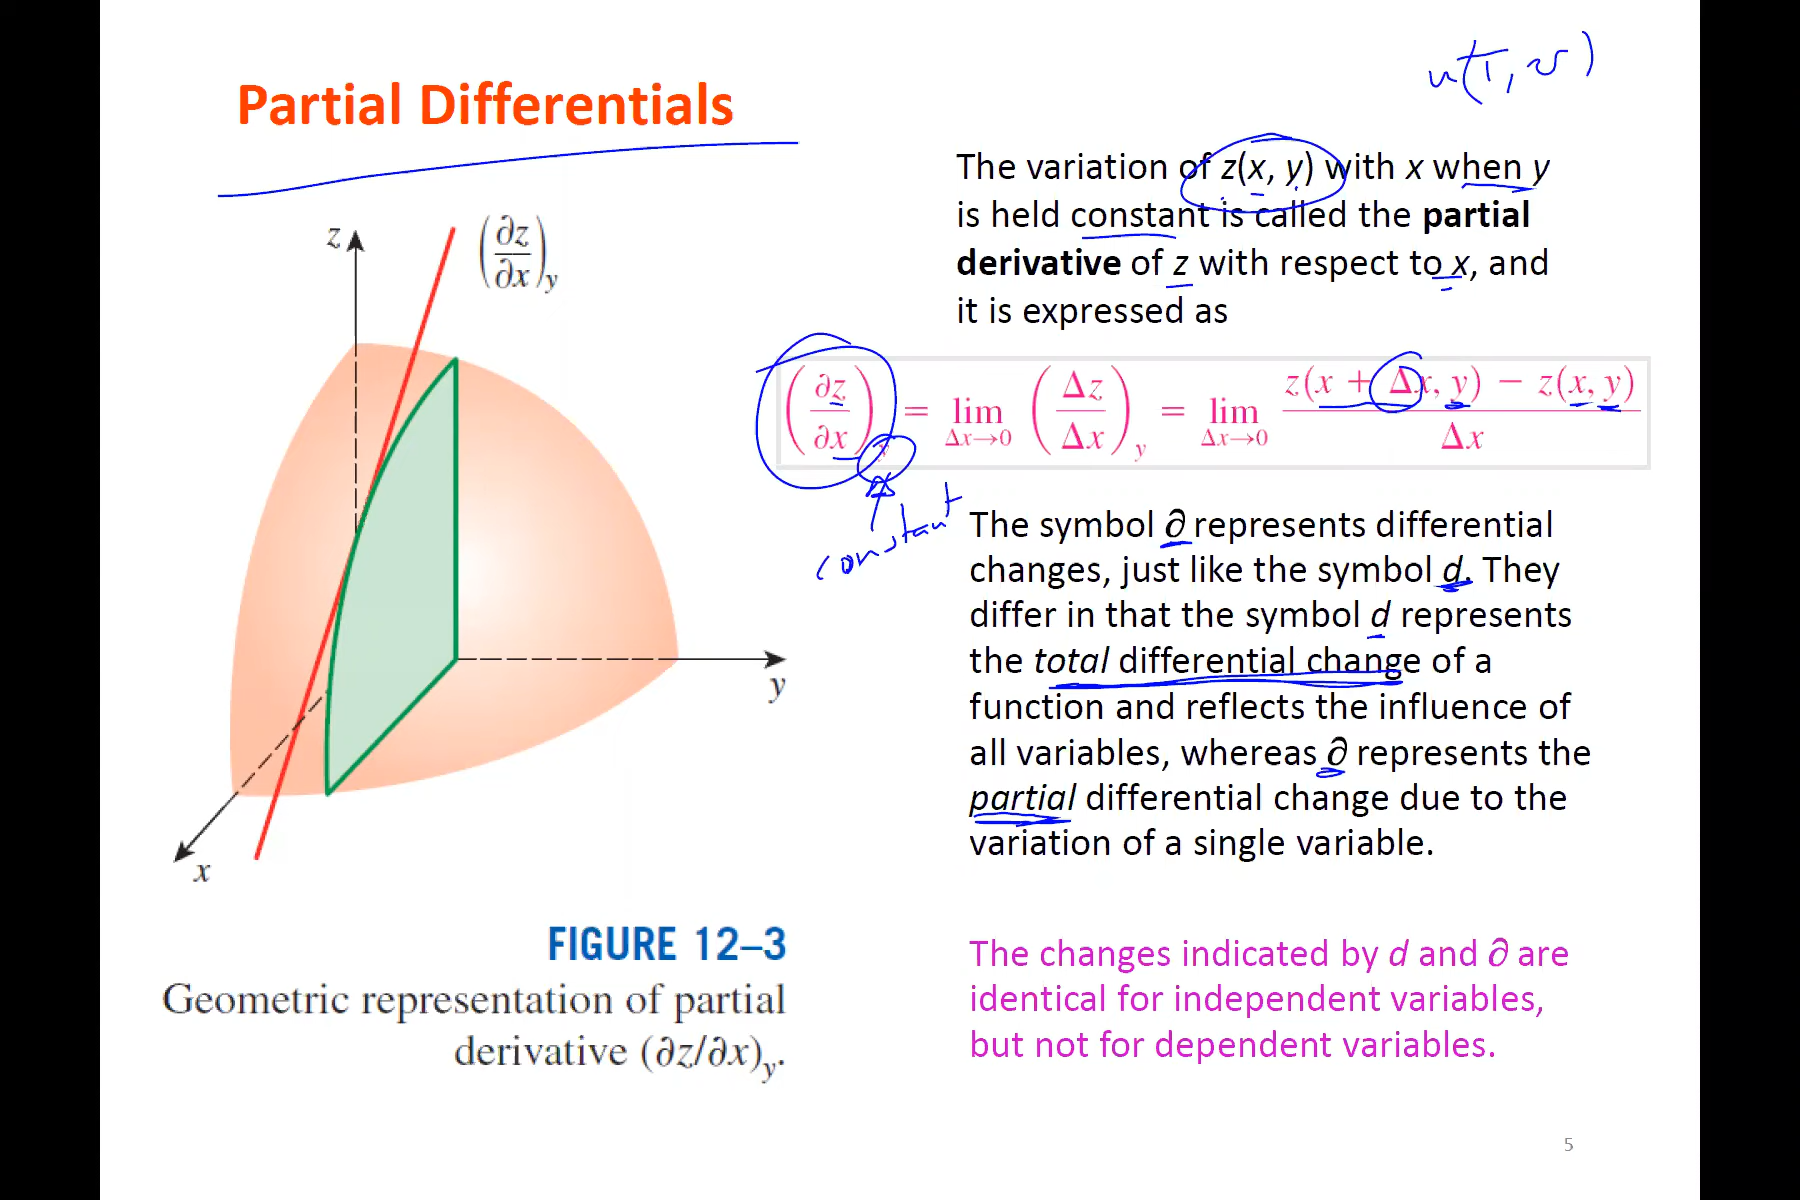 u(T, v)
Partial Differentials
The variation of z(x, y) with x when y
is held constant is called the partial
derivative of z with respect to x, and
it is expressed as
z
(∂z/∂x)y
y
x
(∂z/∂x)y = lim Δx→0 (Δz/Δx)y = lim Δx→0 (z(x + Δx, y) − z(x, y))/Δx
constant
The symbol ∂ represents differential
changes, just like the symbol d. They
differ in that the symbol d represents
the total differential change of a
function and reflects the influence of
all variables, whereas ∂ represents the
partial differential change due to the
variation of a single variable.
FIGURE 12–3
Geometric representation of partial
derivative (∂z/∂x)y.
The changes indicated by d and ∂ are
identical for independent variables,
but not for dependent variables.
5